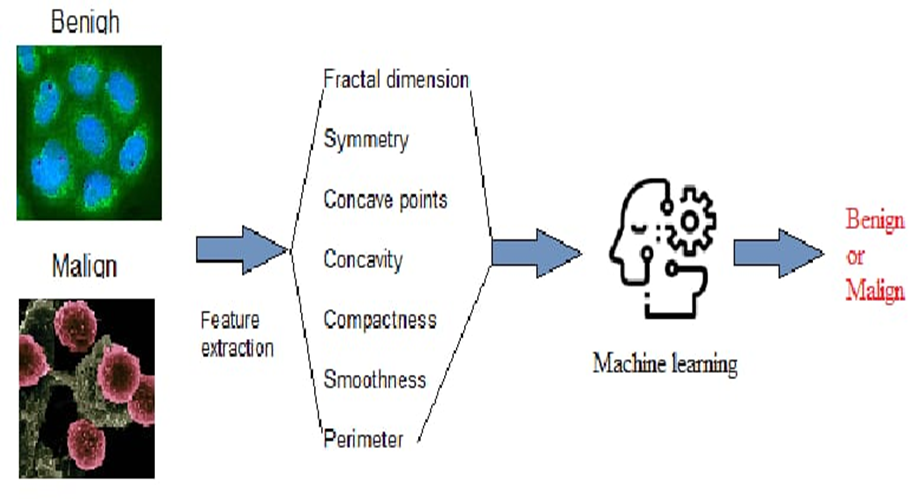 Benigh
Malign
Feature
extraction
Fractal dimension
Symmetry
Concave points
Concavity
Compactness
Smoothness
Perimeter
Machine learning
Benign
or
Malign